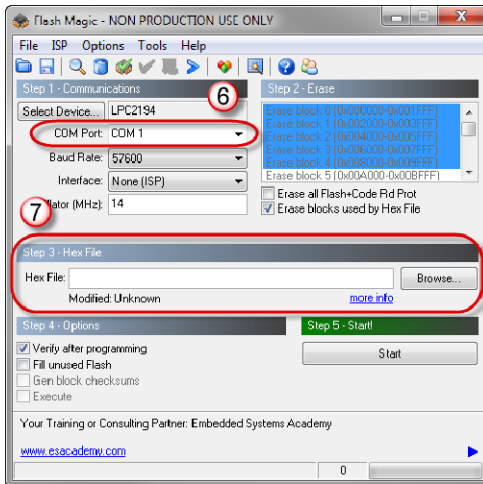 Flash Magic - NON PRODUCTION USE ONLY
File ISP Options Tools Help
Step 1 - Communications
Select Device... LPC2194
COM Port: COM 1
Baud Rate: 57600
Interface: None (ISP)
llator (MHz): 14
6
7
Step 2 - Erase
Erase block 0 (0x000000-0x001FFF)
Erase block 1 (0x002000-0x003FFF)
Erase block 2 (0x004000-0x005FFF)
Erase block 3 (0x006000-0x007FFF)
Erase block 4 (0x008000-0x009FFF)
Erase block 5 (0x00A000-0x00BFFF)
Erase all Flash+Code Rd Prot
Erase blocks used by Hex File
Step 3 - Hex File
Hex File: Browse...
Modified: Unknown more info
Step 4 - Options
Verify after programming
Fill unused Flash
Gen block checksums
Execute
Step 5 - Start!
Start
Your Training or Consulting Partner: Embedded Systems Academy
www.esacademy.com
0